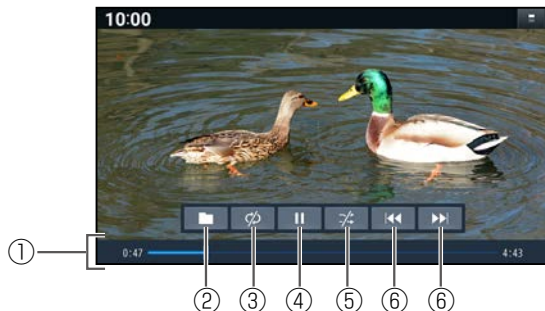 10:00
0:47 4:43
①
② ③ ④ ⑤ ⑥ ⑥